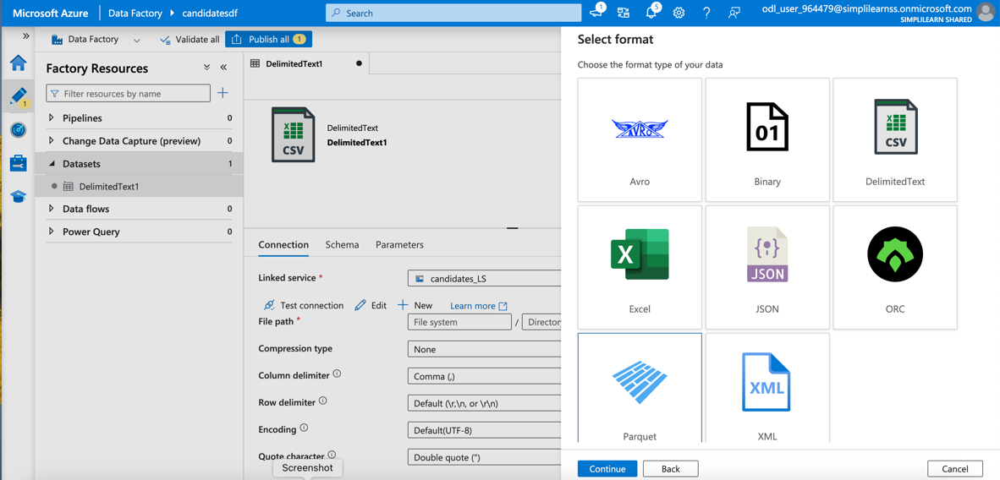 Microsoft Azure
Data Factory
candidatesdf
Search
1
5
odl_user_964479@simplilearnss.onmicrosoft.com
SIMPLILEARN SHARED
Data Factory
Validate all
Publish all
1
1
Factory Resources
Filter resources by name
Pipelines
0
Change Data Capture (preview)
0
Datasets
1
DelimitedText1
Data flows
0
Power Query
0
DelimitedText1
CSV
DelimitedText
DelimitedText1
Connection
Schema
Parameters
Linked service *
candidates_LS
Test connection
Edit
New
Learn more
File path *
File system
/
Director
Compression type
None
Column delimiter
Comma (,)
Row delimiter
Default (\r,\n, or \r\n)
Encoding
Default(UTF-8)
Quote character
Double quote (")
Screenshot
Select format
Choose the format type of your data
AVRO
Avro
01
Binary
CSV
DelimitedText
X
Excel
JSON
JSON
ORC
Parquet
XML
XML
Continue
Back
Cancel